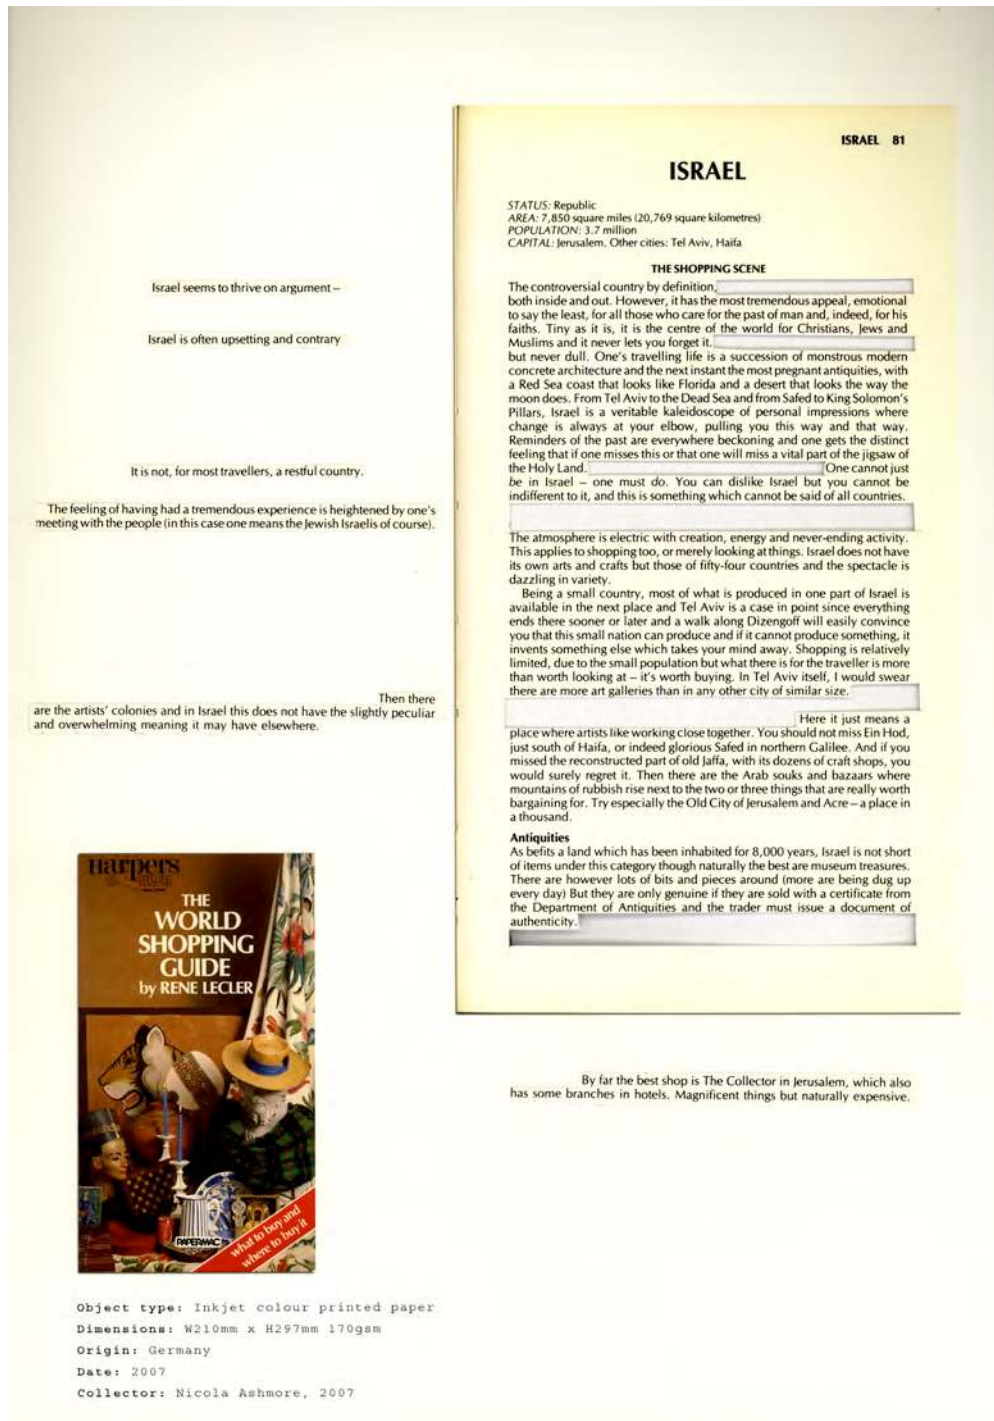 ISRAEL 81
ISRAEL
STATUS: Republic
AREA: 7,850 square miles (20,769 square kilometres)
POPULATION: 3.7 million
CAPITAL: Jerusalem. Other cities: Tel Aviv, Haifa
THE SHOPPING SCENE
The controversial country by definition,
both inside and out. However, it has the most tremendous appeal, emotional
to say the least, for all those who care for the past of man and, indeed, for his
faiths. Tiny as it is, it is the centre of the world for Christians, Jews and
Muslims and it never lets you forget it.
but never dull. One's travelling life is a succession of monstrous modern
concrete architecture and the next instant the most pregnant antiquities, with
a Red Sea coast that looks like Florida and a desert that looks the way the
moon does. From Tel Aviv to the Dead Sea and from Safed to King Solomon's
Pillars, Israel is a veritable kaleidoscope of personal impressions where
change is always at your elbow, pulling you this way and that way.
Reminders of the past are everywhere beckoning and one gets the distinct
feeling that if one misses this or that one will miss a vital part of the jigsaw of
the Holy Land. One cannot just
be in Israel – one must do. You can dislike Israel but you cannot be
indifferent to it, and this is something which cannot be said of all countries.
The atmosphere is electric with creation, energy and never-ending activity.
This applies to shopping too, or merely looking at things. Israel does not have
its own arts and crafts but those of fifty-four countries and the spectacle is
dazzling in variety.
Being a small country, most of what is produced in one part of Israel is
available in the next place and Tel Aviv is a case in point since everything
ends there sooner or later and a walk along Dizengoff will easily convince
you that this small nation can produce and if it cannot produce something, it
invents something else which takes your mind away. Shopping is relatively
limited, due to the small population but what there is for the traveller is more
than worth looking at – it's worth buying. In Tel Aviv itself, I would swear
there are more art galleries than in any other city of similar size.
Here it just means a
place where artists like working close together. You should not miss Ein Hod,
just south of Haifa, or indeed glorious Safed in northern Galilee. And if you
missed the reconstructed part of old Jaffa, with its dozens of craft shops, you
would surely regret it. Then there are the Arab souks and bazaars where
mountains of rubbish rise next to the two or three things that are really worth
bargaining for. Try especially the Old City of Jerusalem and Acre – a place in
a thousand.
Antiquities
As befits a land which has been inhabited for 8,000 years, Israel is not short
of items under this category though naturally the best are museum treasures.
There are however lots of bits and pieces around (more are being dug up
every day) But they are only genuine if they are sold with a certificate from
the Department of Antiquities and the trader must issue a document of
authenticity.
Israel seems to thrive on argument –
Israel is often upsetting and contrary
It is not, for most travellers, a restful country.
The feeling of having had a tremendous experience is heightened by one's
meeting with the people (in this case one means the Jewish Israelis of course).
Then there
are the artists' colonies and in Israel this does not have the slightly peculiar
and overwhelming meaning it may have elsewhere.
By far the best shop is The Collector in Jerusalem, which also
has some branches in hotels. Magnificent things but naturally expensive.
Harpers
THE
WORLD
SHOPPING
GUIDE
by RENE LECLER
PAPERMAC
what to buy and
where to buy it
Object type: Inkjet colour printed paper
Dimensions: W210mm x H297mm 170gsm
Origin: Germany
Date: 2007
Collector: Nicola Ashmore, 2007